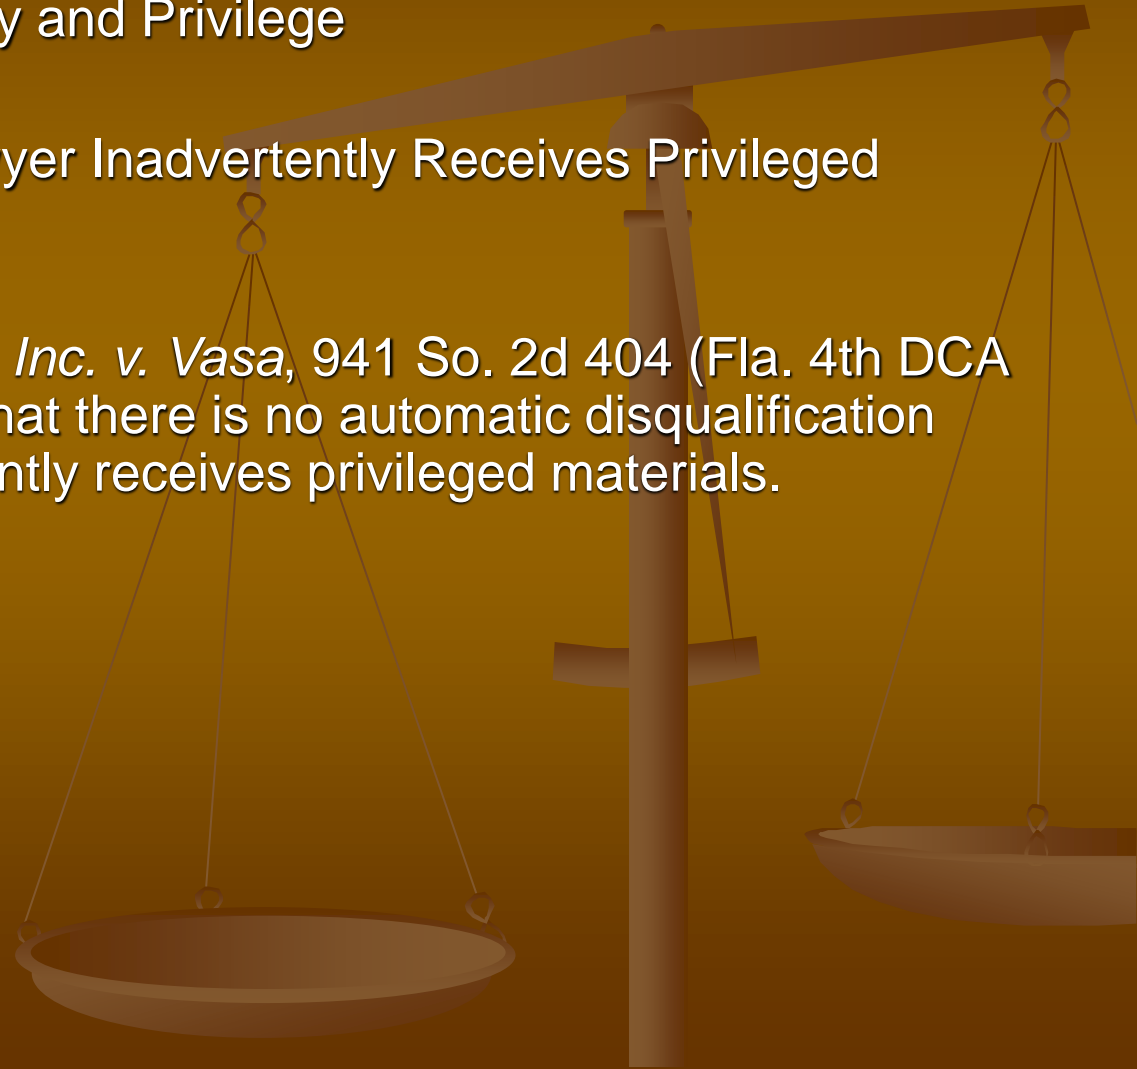 y and Privilege
yer Inadvertently Receives Privileged
Inc. v. Vasa, 941 So. 2d 404 (Fla. 4th DCA
hat there is no automatic disqualification
ntly receives privileged materials.